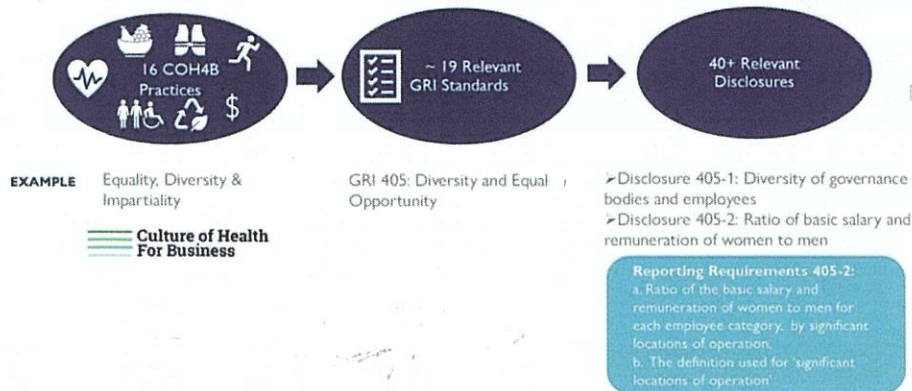 16 COH4B
Practices
$
~ 19 Relevant
GRI Standards
40+ Relevant
Disclosures
EXAMPLE
Equality, Diversity &
Impartiality
Culture of Health
For Business
GRI 405: Diversity and Equal
Opportunity
➢Disclosure 405-1: Diversity of governance
bodies and employees
➢Disclosure 405-2: Ratio of basic salary and
remuneration of women to men
Reporting Requirements 405-2:
a. Ratio of the basic salary and
remuneration of women to men for
each employee category, by significant
locations of operation.
b. The definition used for 'significant
locations of operation'